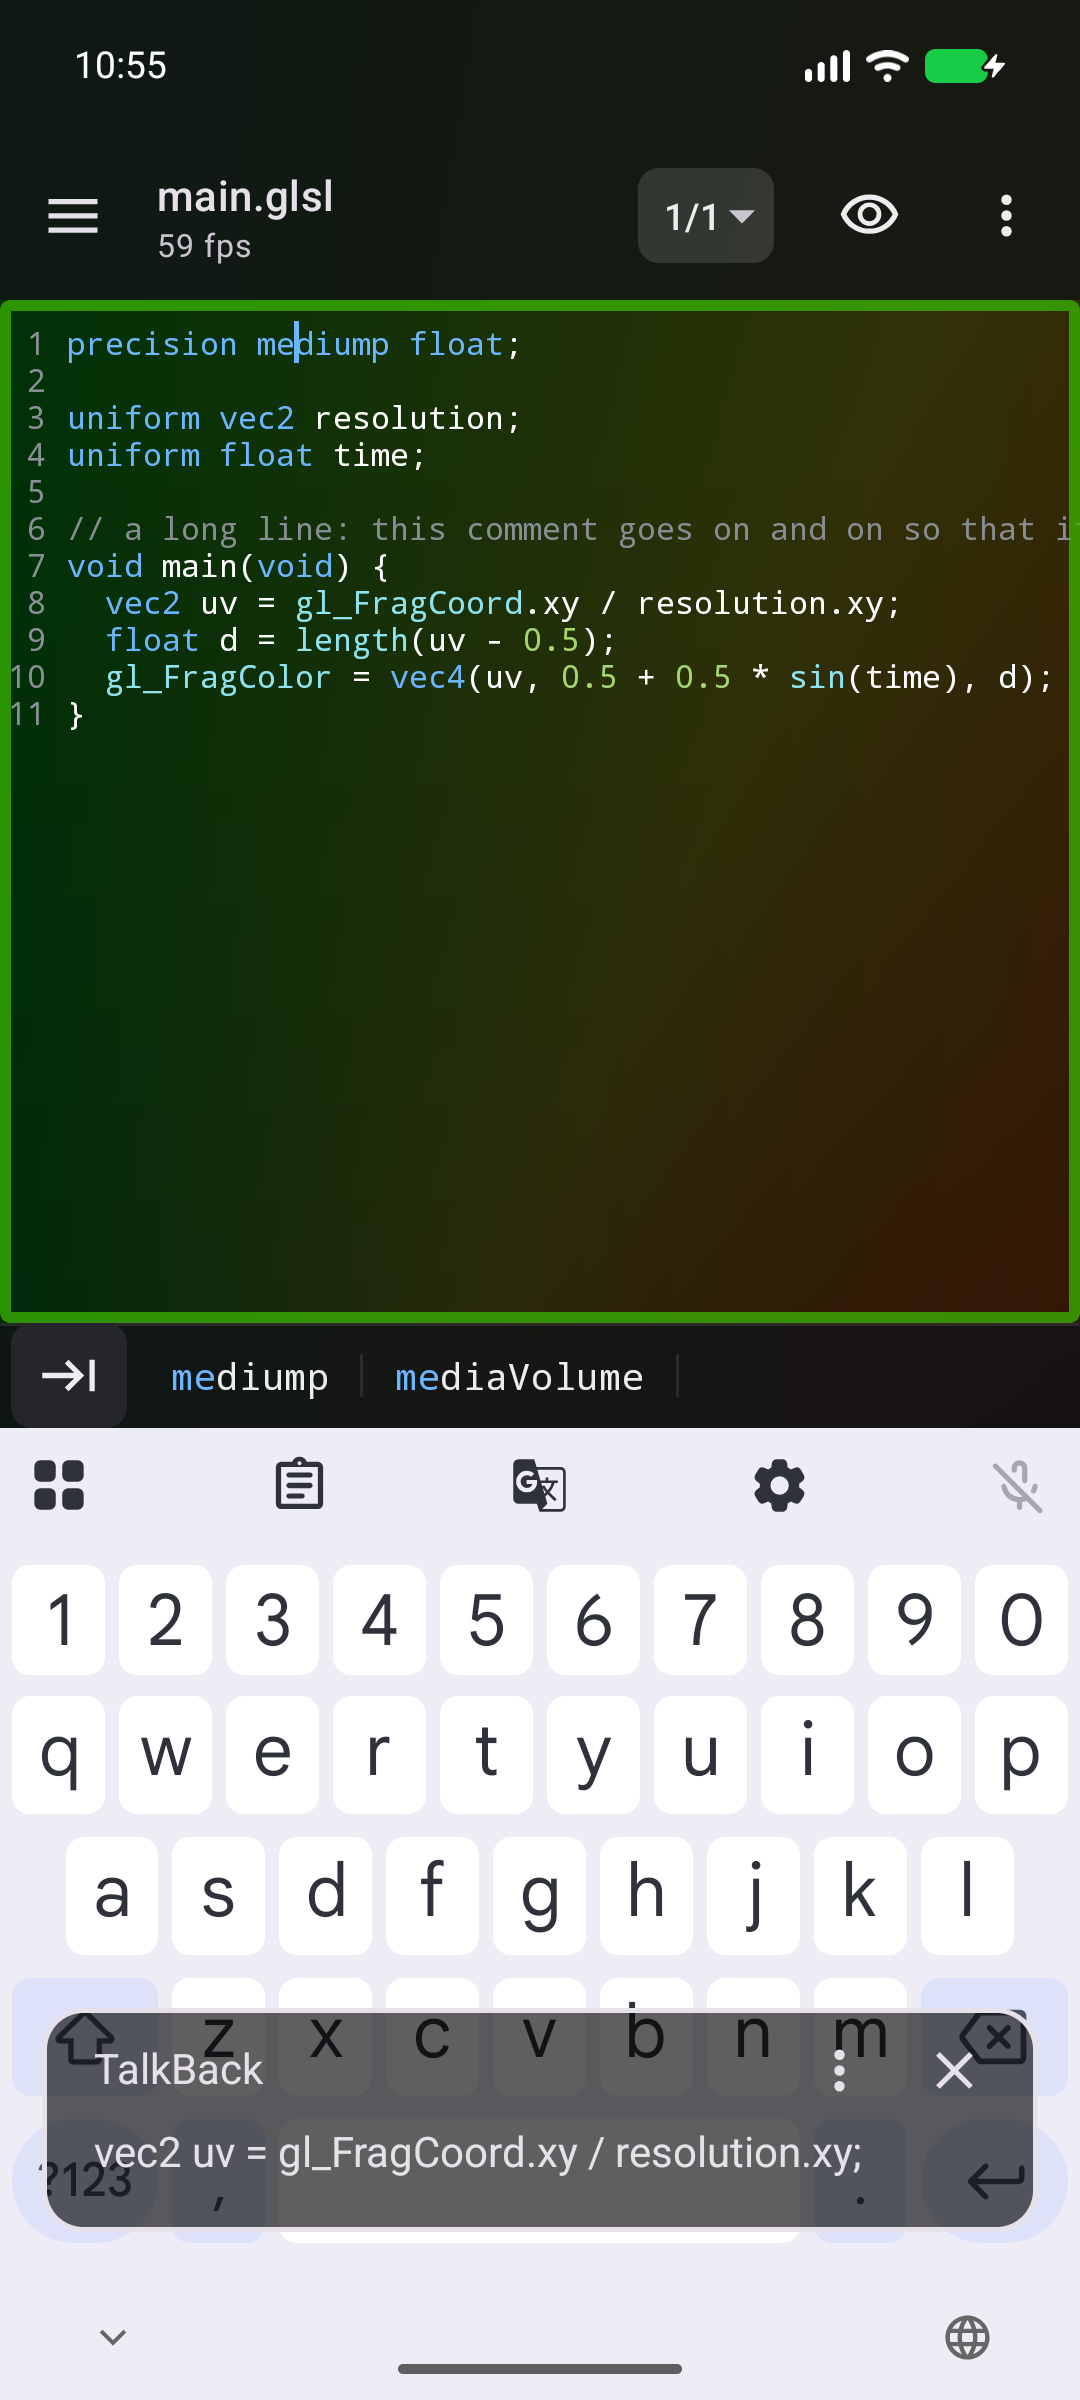 10:55
main.glsl
59 fps
1/1
1 precision mediump float;
2
3 uniform vec2 resolution;
4 uniform float time;
5
6 // a long line: this comment goes on and on so that i
7 void main(void) {
8   vec2 uv = gl_FragCoord.xy / resolution.xy;
9   float d = length(uv - 0.5);
10   gl_FragColor = vec4(uv, 0.5 + 0.5 * sin(time), d);
11 }
mediump mediaVolume
1 2 3 4 5 6 7 8 9 0
q w e r t y u i o p
a s d f g h j k l
z x c v b n m
TalkBack
vec2 uv = gl_FragCoord.xy / resolution.xy;
?123 , .